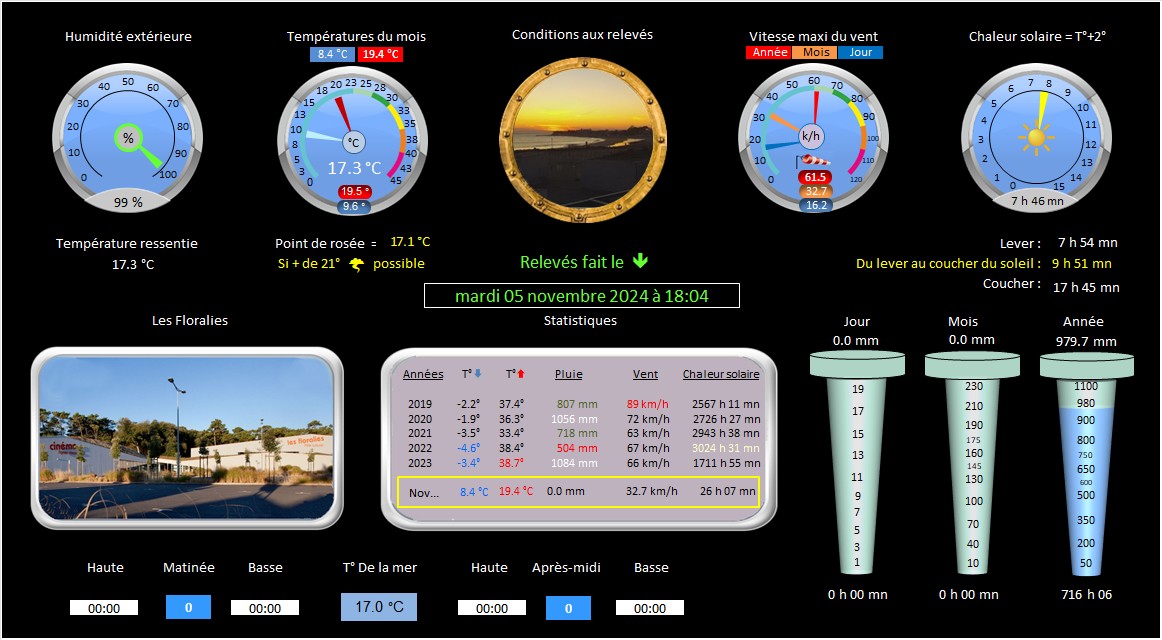 Humidité extérieure
0 10 20 30 40 50 60 70 80 90 100
%
99 %
Température ressentie
17.3 °C
Températures du mois
8.4 °C 19.4 °C
0 3 5 8 10 13 15 18 20 23 25 28 30 33 35 38 40 43 45
°C
17.3 °C
19.5 °
9.6 °
Point de rosée = 17.1 °C
Si + de 21° possible
Conditions aux relevés
Relevés fait le
mardi 05 novembre 2024 à 18:04
Vitesse maxi du vent
Année Mois Jour
0 10 20 30 40 50 60 70 80 90 100 110 120
k/h
61.5
32.7
16.2
Chaleur solaire = T°+2°
0 1 2 3 4 5 6 7 8 9 10 11 12 13 14 15
7 h 46 mn
Lever : 7 h 54 mn
Du lever au coucher du soleil : 9 h 51 mn
Coucher : 17 h 45 mn
Les Floralies
cinémc
les floralies
Statistiques
Années T° T° Pluie Vent Chaleur solaire
2019 -2.2° 37.4° 807 mm 89 km/h 2567 h 11 mn
2020 -1.9° 36.3° 1056 mm 72 km/h 2726 h 27 mn
2021 -3.5° 33.4° 718 mm 63 km/h 2943 h 38 mn
2022 -4.6° 38.4° 504 mm 67 km/h 3024 h 31 mn
2023 -3.4° 38.7° 1084 mm 66 km/h 1711 h 55 mn
Nov... 8.4 °C 19.4 °C 0.0 mm 32.7 km/h 26 h 07 mn
Jour
0.0 mm
19
17
15
13
11
9
7
5
3
1
0 h 00 mn
Mois
0.0 mm
230
210
190
175
160
145
130
100
70
40
10
0 h 00 mn
Année
979.7 mm
1100
980
900
800
750
650
600
500
350
200
50
716 h 06
Haute Matinée Basse
00:00 0 00:00
T° De la mer
17.0 °C
Haute Après-midi Basse
00:00 0 00:00